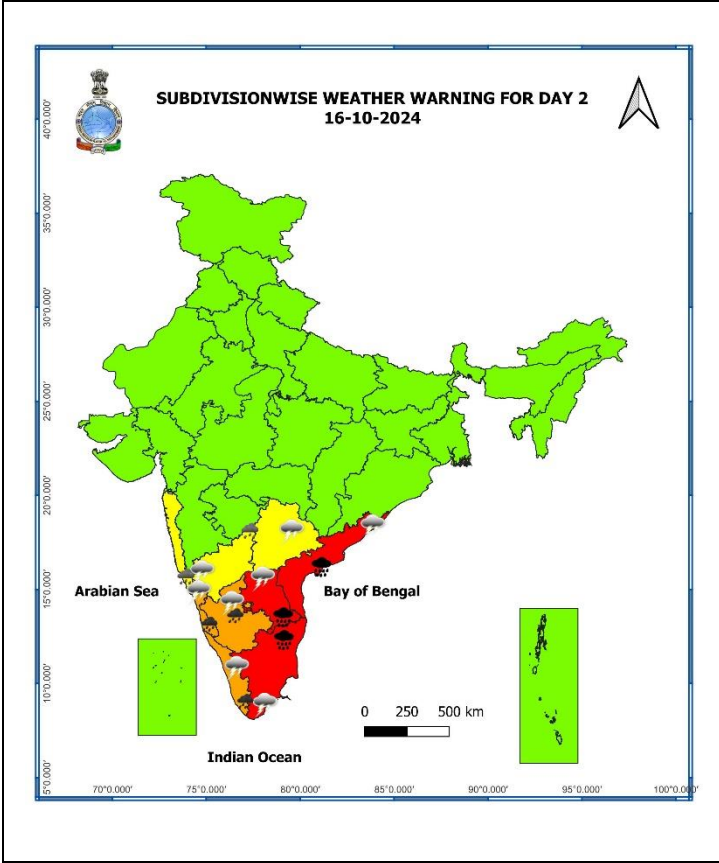 SUBDIVISIONWISE WEATHER WARNING FOR DAY 2
16-10-2024
40°0.000'
35°0.000'
30°0.000'
25°0.000'
20°0.000'
15°0.000'
10°0.000'
5°0.000'
Arabian Sea
Bay of Bengal
0 250 500 km
Indian Ocean
70°0.000' 75°0.000' 80°0.000' 85°0.000' 90°0.000' 95°0.000' 100°0.000'